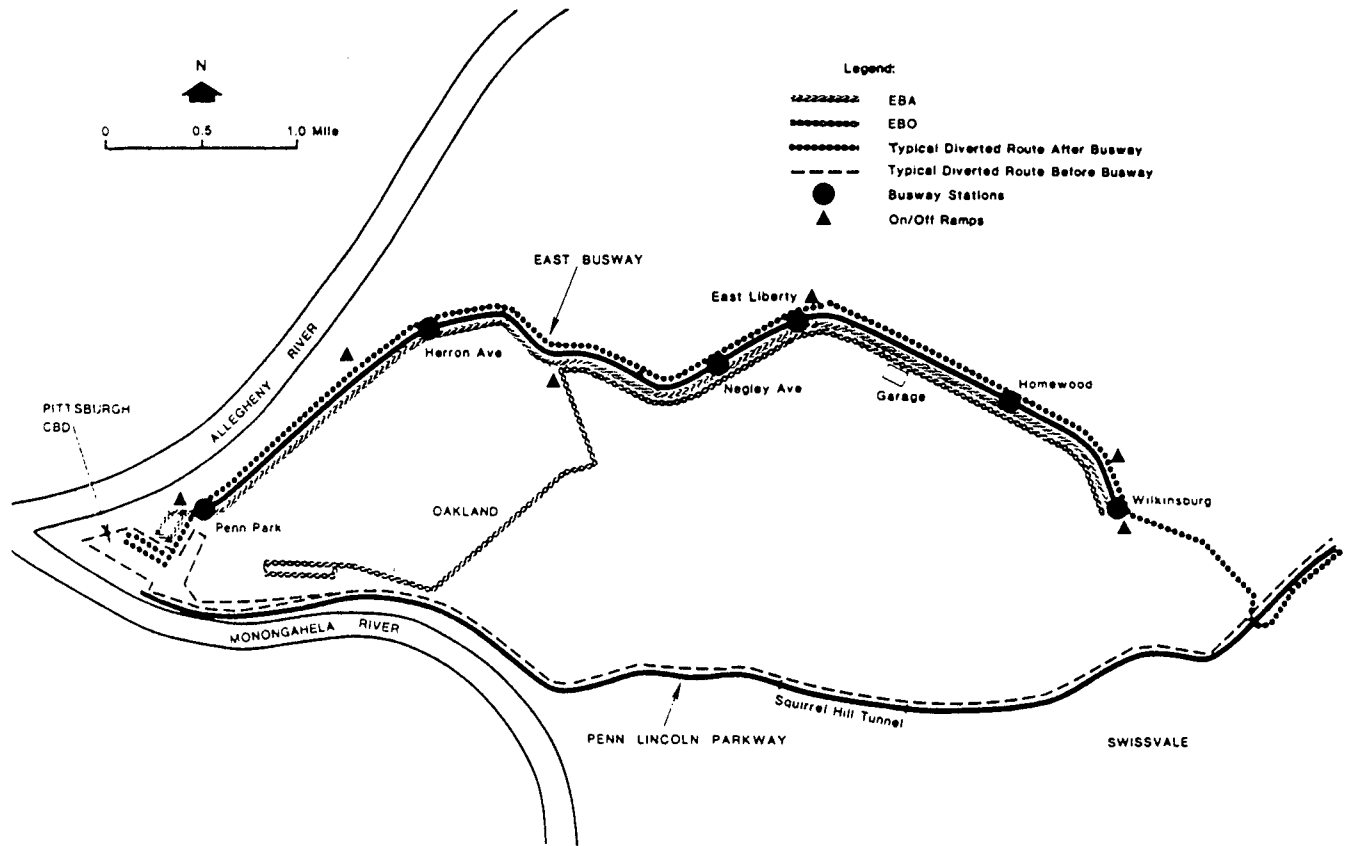 N
0 0.5 1.0 Mile
Legend:
EBA
EBO
Typical Diverted Route After Busway
Typical Diverted Route Before Busway
Busway Stations
On/Off Ramps
EAST BUSWAY
East Liberty
ALLEGHENY RIVER
Herron Ave
Negley Ave
Garage
Homewood
PITTSBURGH
CBD
Penn Park
OAKLAND
Wilkinsburg
MONONGAHELA RIVER
Squirrel Hill Tunnel
PENN LINCOLN PARKWAY
SWISSVALE